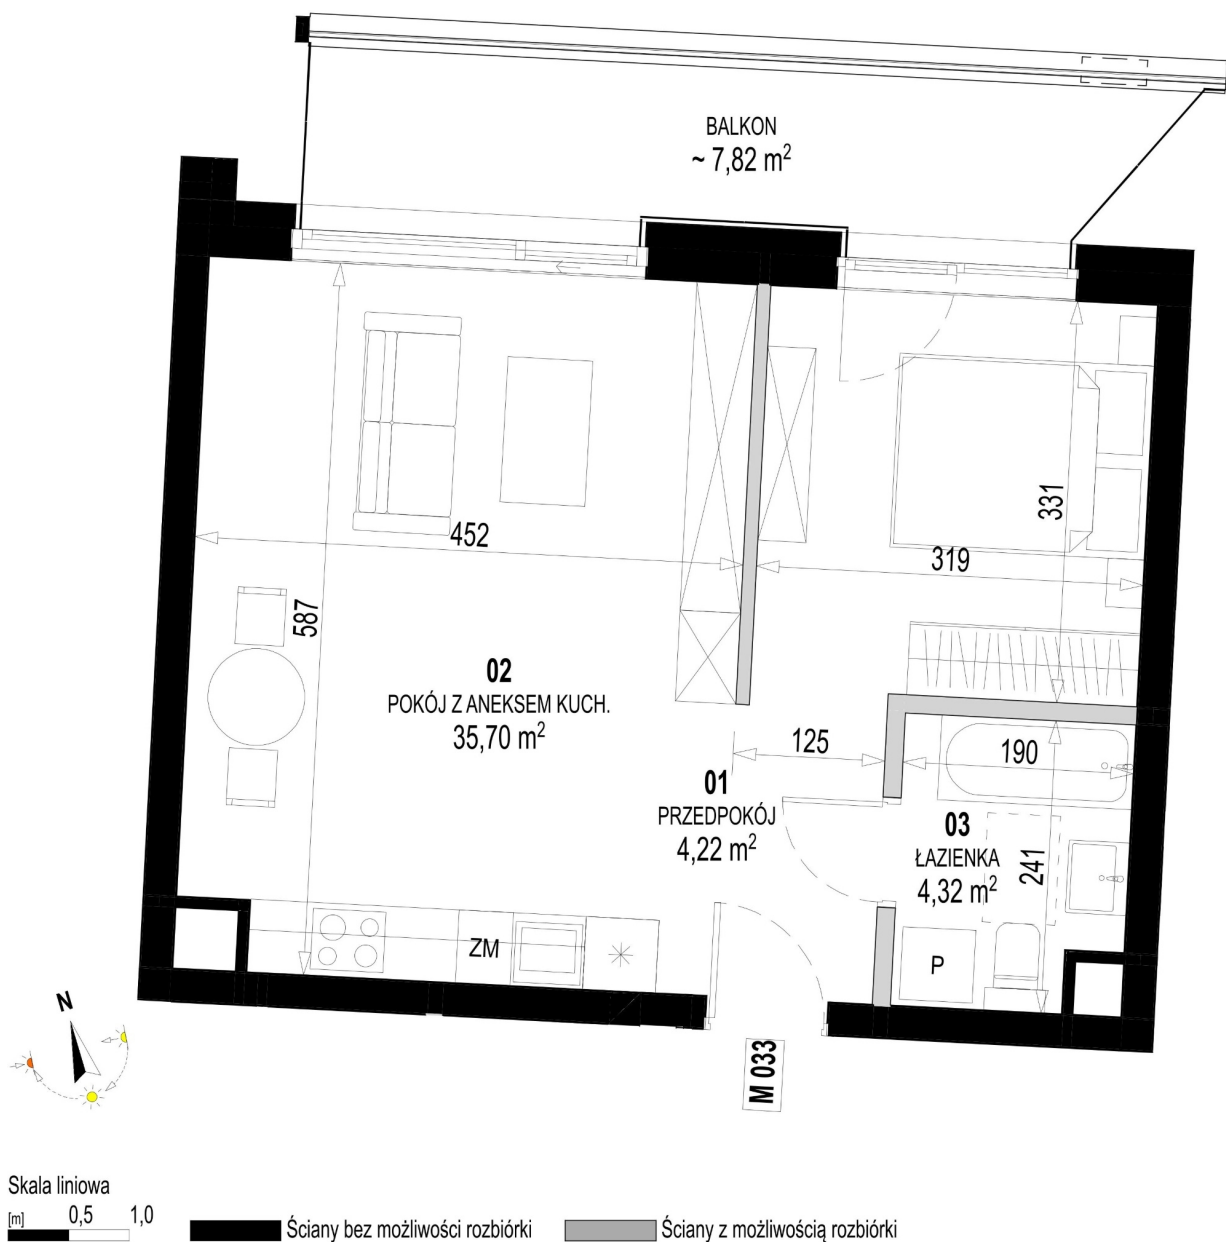 BALKON
~ 7,82 m²
452
587
331
319
02
POKÓJ Z ANEKSEM KUCH.
35,70 m²
125
190
01
PRZEDPOKÓJ
4,22 m²
03
ŁAZIENKA
4,32 m²
241
ZM
P
M 033
N
Skala liniowa
[m] 0,5 1,0
Ściany bez możliwości rozbiórki
Ściany z możliwością rozbiórki